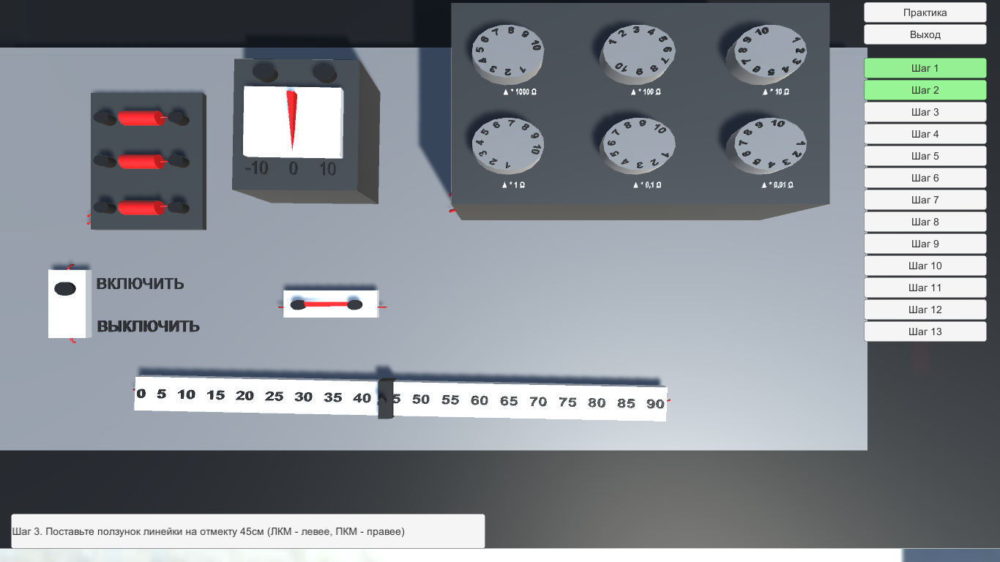 Практика
Выход
Шаг 1
Шаг 2
Шаг 3
Шаг 4
Шаг 5
Шаг 6
Шаг 7
Шаг 8
Шаг 9
Шаг 10
Шаг 11
Шаг 12
Шаг 13
1 2 3 4 5 6 7 8 9 10
▲ * 1000 Ω
1 2 3 4 5 6 7 8 9 10
▲ * 100 Ω
1 2 3 4 5 6 7 8 9 10
▲ * 10 Ω
1 2 3 4 5 6 7 8 9 10
▲ * 1 Ω
1 2 3 4 5 6 7 8 9 10
▲ * 0,1 Ω
1 2 3 4 5 6 7 8 9 10
▲ * 0,01 Ω
-10 0 10
ВКЛЮЧИТЬ
ВЫКЛЮЧИТЬ
0 5 10 15 20 25 30 35 40 5 50 55 60 65 70 75 80 85 90
Шаг 3. Поставьте ползунок линейки на отмекту 45см (ЛКМ - левее, ПКМ - правее)